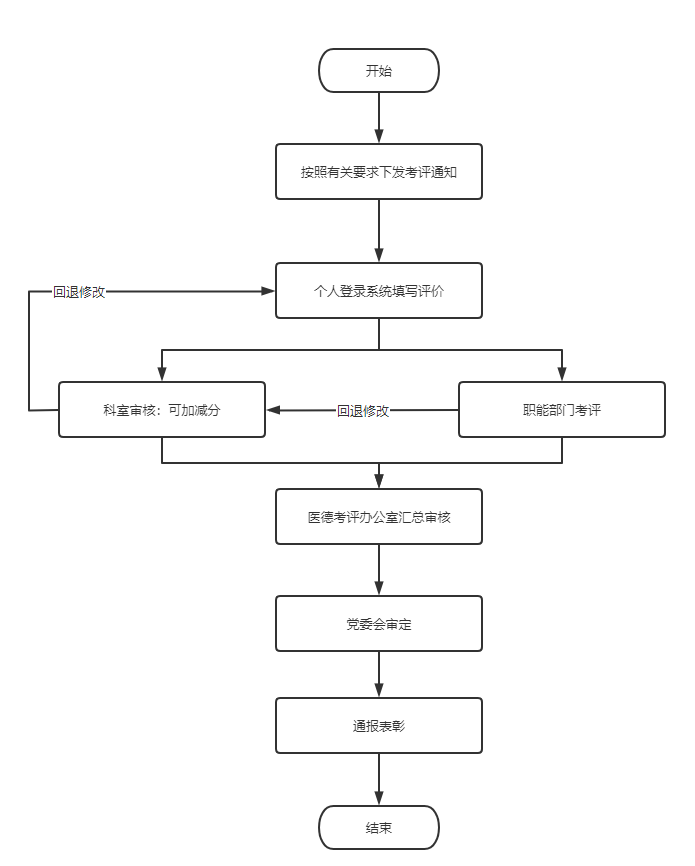 开始
按照有关要求下发考评通知
个人登录系统填写评价
回退修改
科室审核：可加减分
回退修改
职能部门考评
医德考评办公室汇总审核
党委会审定
通报表彰
结束